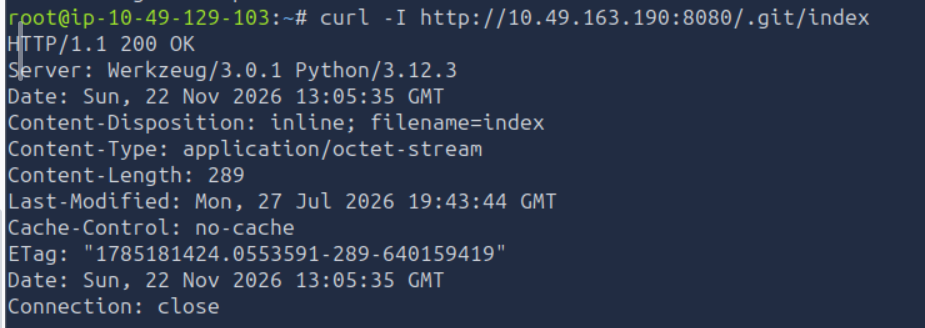 root@ip-10-49-129-103:~# curl -I http://10.49.163.190:8080/.git/index
HTTP/1.1 200 OK
Server: Werkzeug/3.0.1 Python/3.12.3
Date: Sun, 22 Nov 2026 13:05:35 GMT
Content-Disposition: inline; filename=index
Content-Type: application/octet-stream
Content-Length: 289
Last-Modified: Mon, 27 Jul 2026 19:43:44 GMT
Cache-Control: no-cache
ETag: "1785181424.0553591-289-640159419"
Date: Sun, 22 Nov 2026 13:05:35 GMT
Connection: close